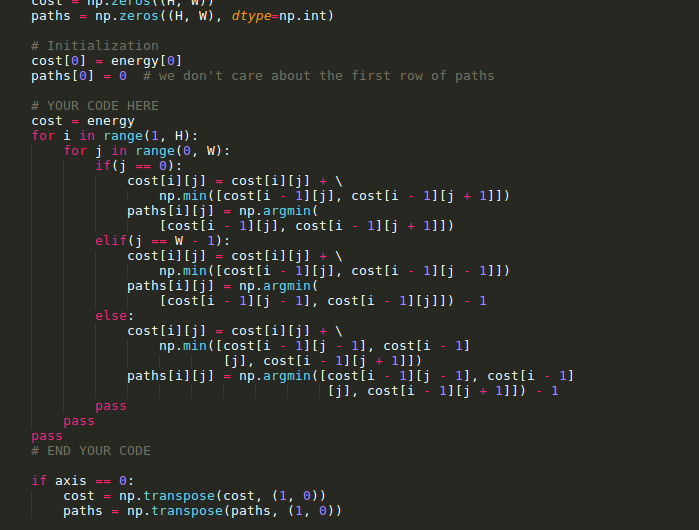 cost = np.zeros((H, W))
paths = np.zeros((H, W), dtype=np.int)
# Initialization
cost[0] = energy[0]
paths[0] = 0  # we don't care about the first row of paths
# YOUR CODE HERE
cost = energy
for i in range(1, H):
    for j in range(0, W):
        if(j == 0):
            cost[i][j] = cost[i][j] + \
                np.min([cost[i - 1][j], cost[i - 1][j + 1]])
            paths[i][j] = np.argmin(
                [cost[i - 1][j], cost[i - 1][j + 1]])
        elif(j == W - 1):
            cost[i][j] = cost[i][j] + \
                np.min([cost[i - 1][j], cost[i - 1][j - 1]])
            paths[i][j] = np.argmin(
                [cost[i - 1][j - 1], cost[i - 1][j]]) - 1
        else:
            cost[i][j] = cost[i][j] + \
                np.min([cost[i - 1][j - 1], cost[i - 1]
                        [j], cost[i - 1][j + 1]])
            paths[i][j] = np.argmin([cost[i - 1][j - 1], cost[i - 1]
                                     [j], cost[i - 1][j + 1]]) - 1
        pass
    pass
pass
# END YOUR CODE
if axis == 0:
    cost = np.transpose(cost, (1, 0))
    paths = np.transpose(paths, (1, 0))